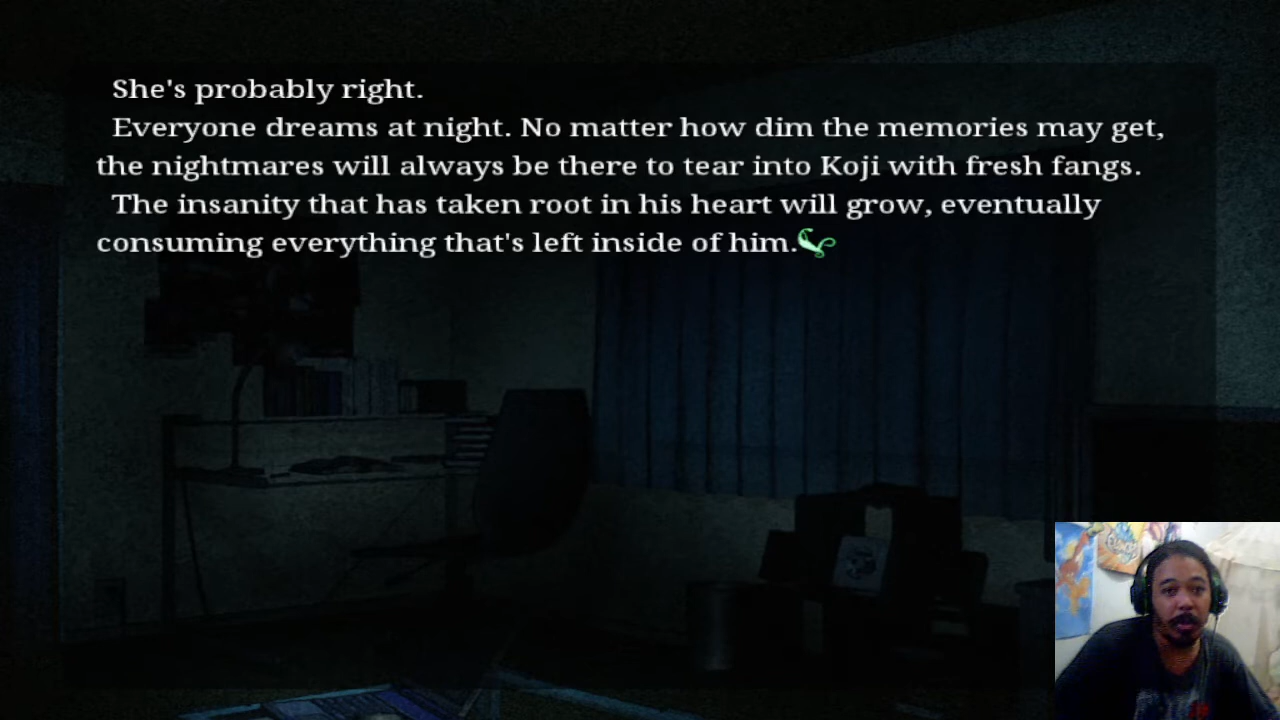 She's probably right.
Everyone dreams at night. No matter how dim the memories may get,
the nightmares will always be there to tear into Koji with fresh fangs.
The insanity that has taken root in his heart will grow, eventually
consuming everything that's left inside of him.